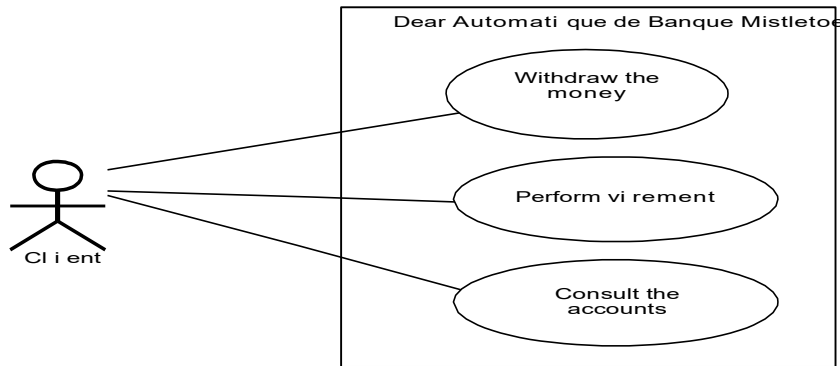 Dear Automati que de Banque Mistletoe
Withdraw the
money
Perform vi rement
Cl i ent
Consult the
accounts